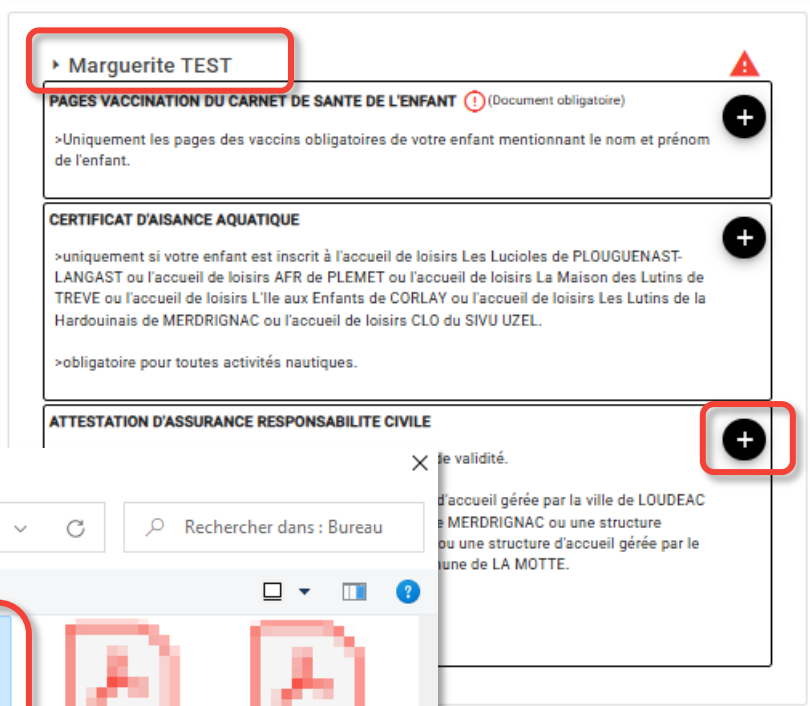 Marguerite TEST
PAGES VACCINATION DU CARNET DE SANTE DE L'ENFANT (Document obligatoire)
>Uniquement les pages des vaccins obligatoires de votre enfant mentionnant le nom et prénom
de l'enfant.
CERTIFICAT D'AISANCE AQUATIQUE
>uniquement si votre enfant est inscrit à l'accueil de loisirs Les Lucioles de PLOUGUENAST-
LANGAST ou l'accueil de loisirs AFR de PLEMET ou l'accueil de loisirs La Maison des Lutins de
TREVE ou l'accueil de loisirs L'Ile aux Enfants de CORLAY ou l'accueil de loisirs Les Lutins de la
Hardouinais de MERDRIGNAC ou l'accueil de loisirs CLO du SIVU UZEL.
>obligatoire pour toutes activités nautiques.
ATTESTATION D'ASSURANCE RESPONSABILITE CIVILE
de validité.
d'accueil gérée par la ville de LOUDEAC
MERDRIGNAC ou une structure
ou une structure d'accueil gérée par le
de LA MOTTE.
Rechercher dans : Bureau